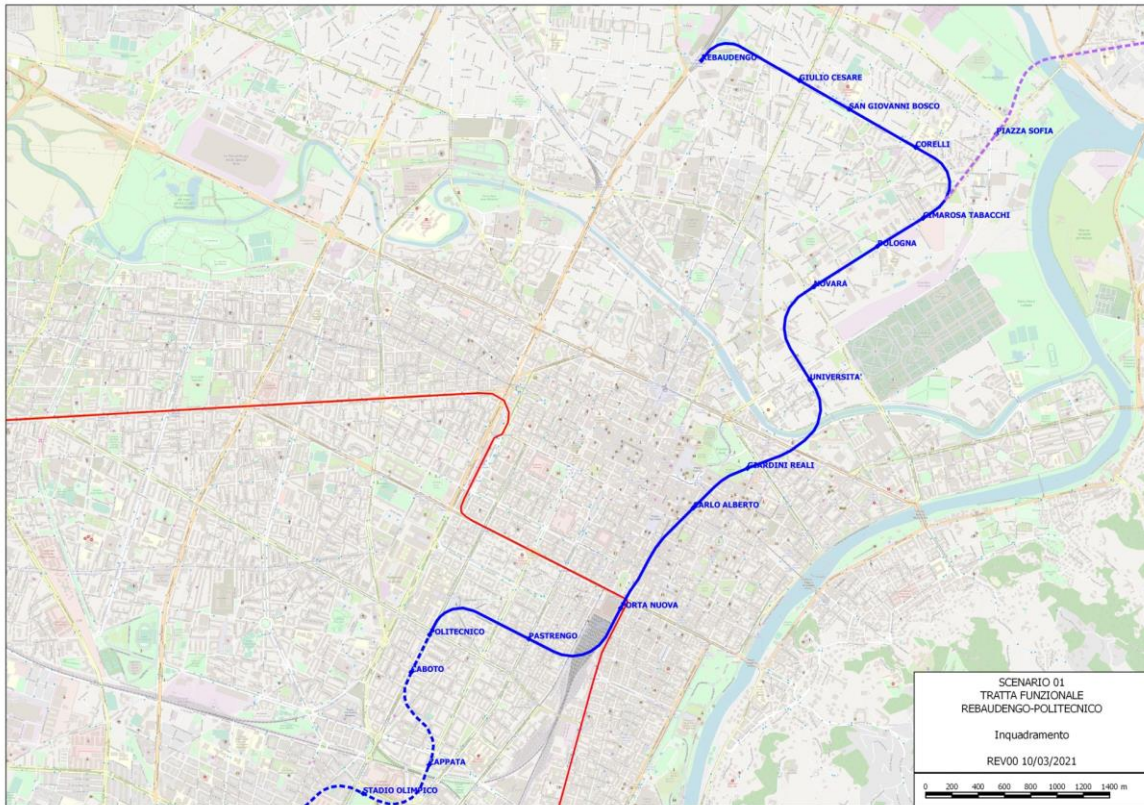 REBAUDENGO
GIULIO CESARE
SAN GIOVANNI BOSCO
PIAZZA SOFIA
CORELLI
CIMAROSA TABACCHI
BOLOGNA
NOVARA
UNIVERSITA'
GIARDINI REALI
CARLO ALBERTO
PORTA NUOVA
POLITECNICO
PASTRENGO
CABOTO
ZAPPATA
STADIO OLIMPICO
SCENARIO 01
TRATTA FUNZIONALE
REBAUDENGO-POLITECNICO
Inquadramento
REV00 10/03/2021
0 200 400 600 800 1000 1200 1400 m